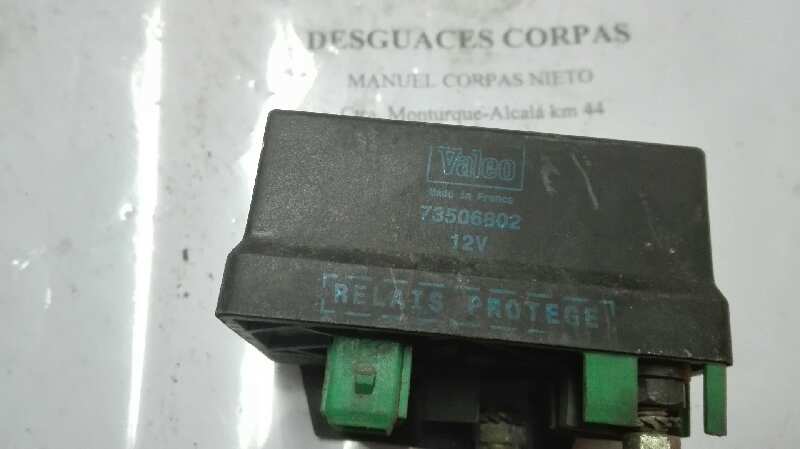 DESGUACES CORPAS
MANUEL CORPAS NIETO
Ctra. Monturque-Alcalá km 44
Valeo
Made in France
73506802
12V
RELAIS PROTEGE